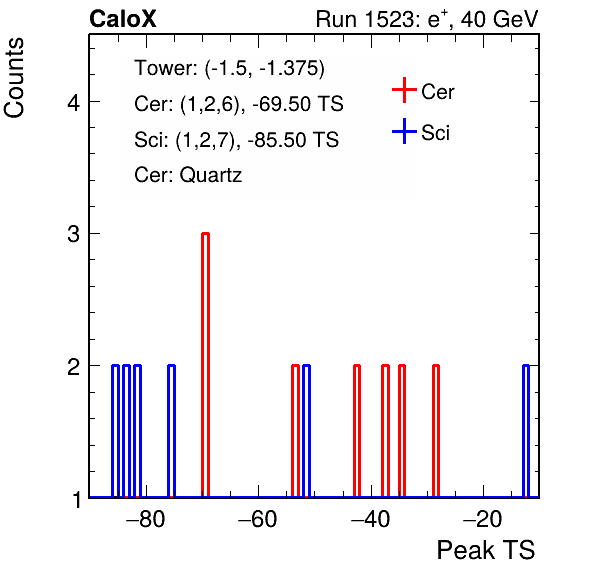 CaloX Run 1523: e⁺, 40 GeV
Counts
Tower: (-1.5, -1.375)
Cer: (1,2,6), -69.50 TS
Sci: (1,2,7), -85.50 TS
Cer: Quartz
Cer
Sci
4
3
2
1
−80 −60 −40 −20
Peak TS